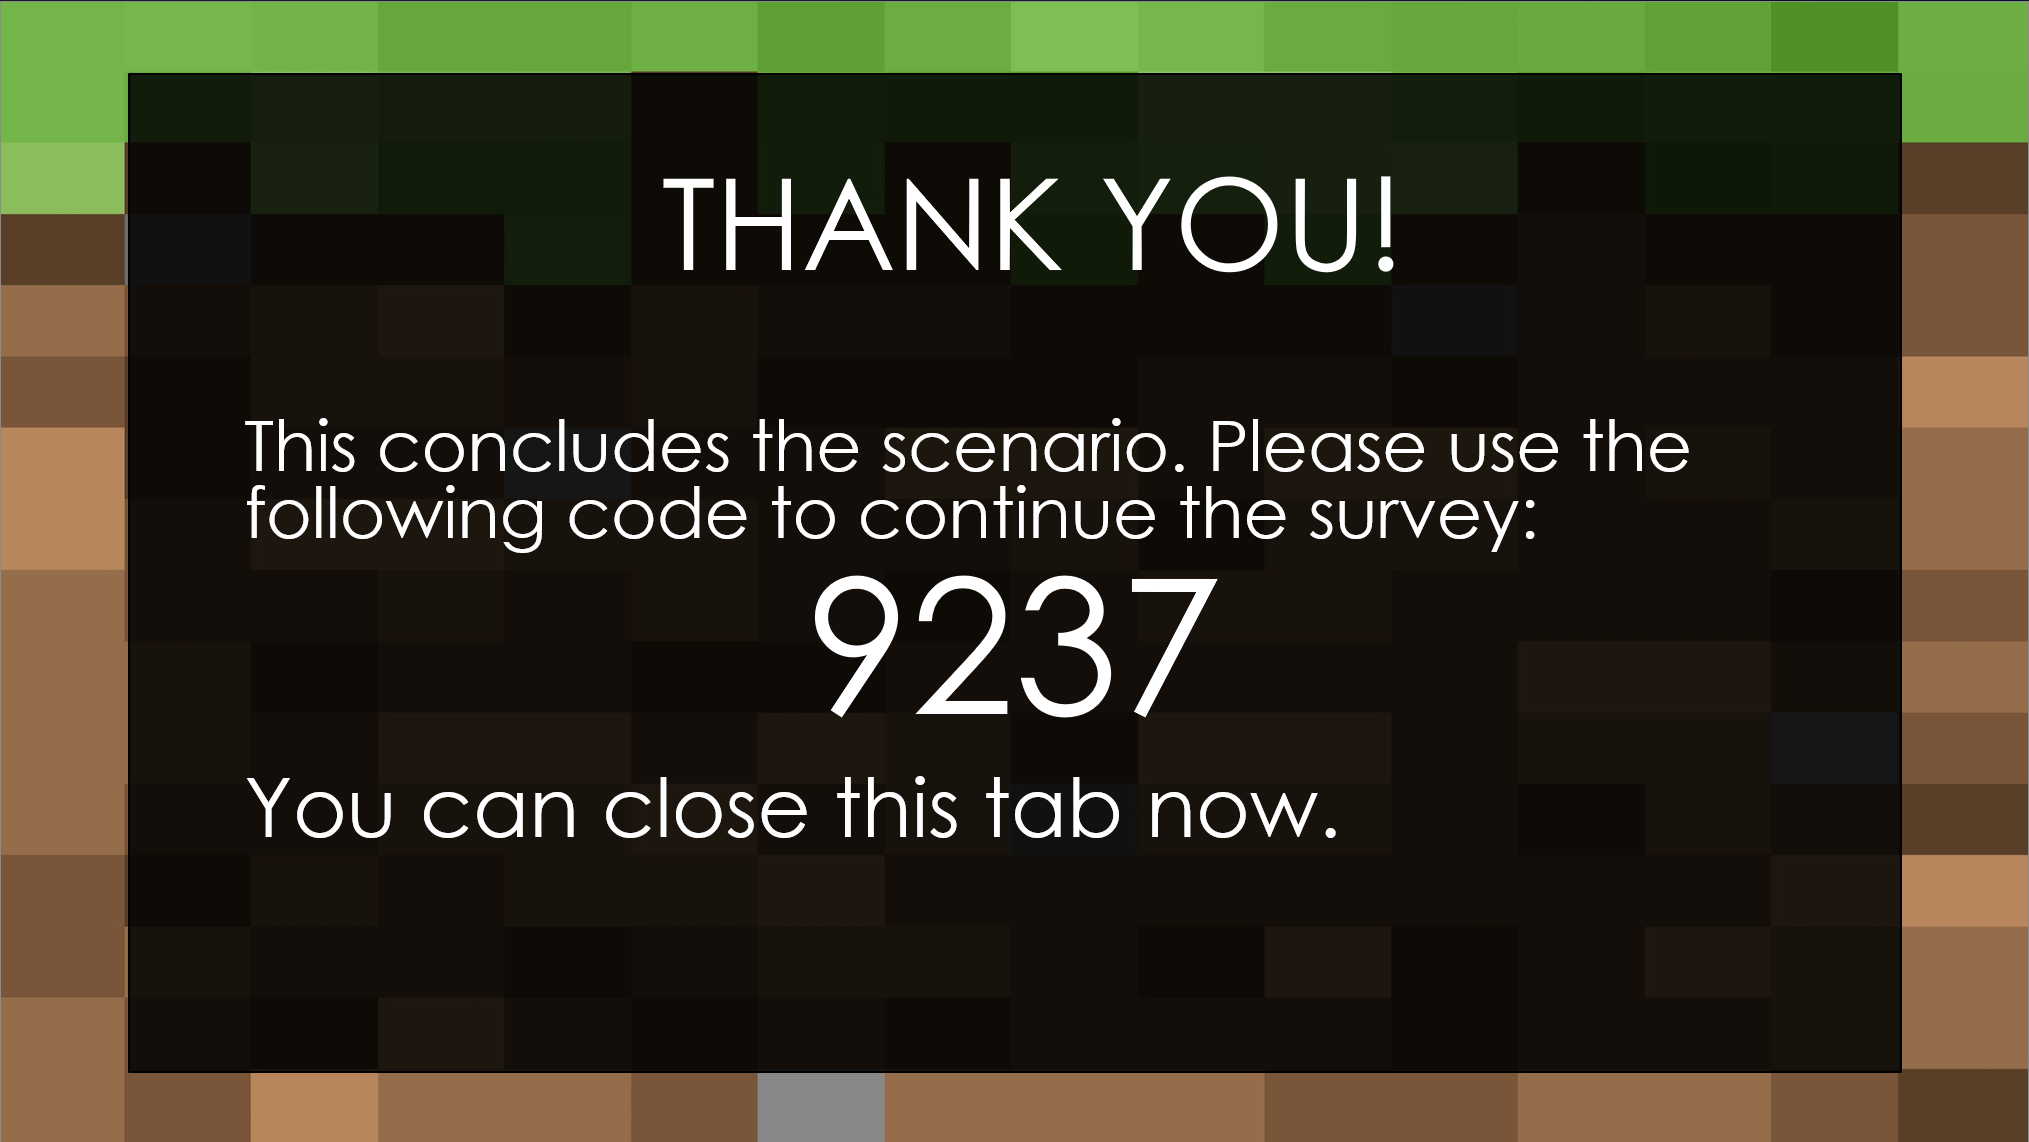 THANK YOU!
This concludes the scenario. Please use the
following code to continue the survey:
9237
You can close this tab now.